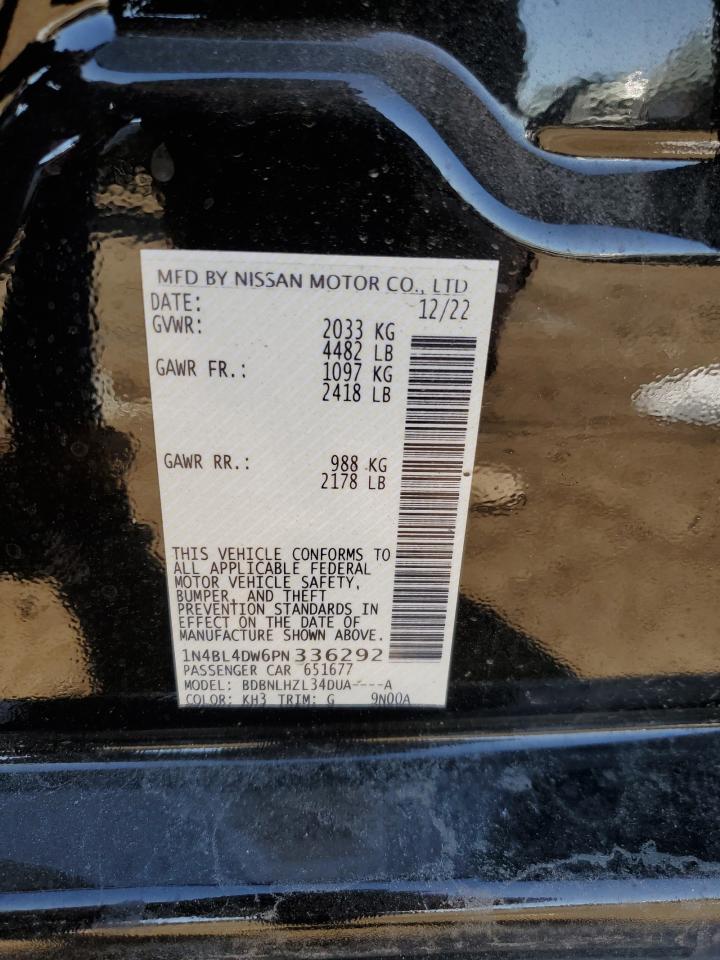 MFD BY NISSAN MOTOR CO., LTD
DATE: 12/22
GVWR: 2033 KG
4482 LB
GAWR FR.: 1097 KG
2418 LB
GAWR RR.: 988 KG
2178 LB
THIS VEHICLE CONFORMS TO
ALL APPLICABLE FEDERAL
MOTOR VEHICLE SAFETY,
BUMPER, AND THEFT
PREVENTION STANDARDS IN
EFFECT ON THE DATE OF
MANUFACTURE SHOWN ABOVE.
1N4BL4DW6PN336292
PASSENGER CAR 651677
MODEL: BDBNLHZL34DUA----A
COLOR: KH3 TRIM: G 9N00A